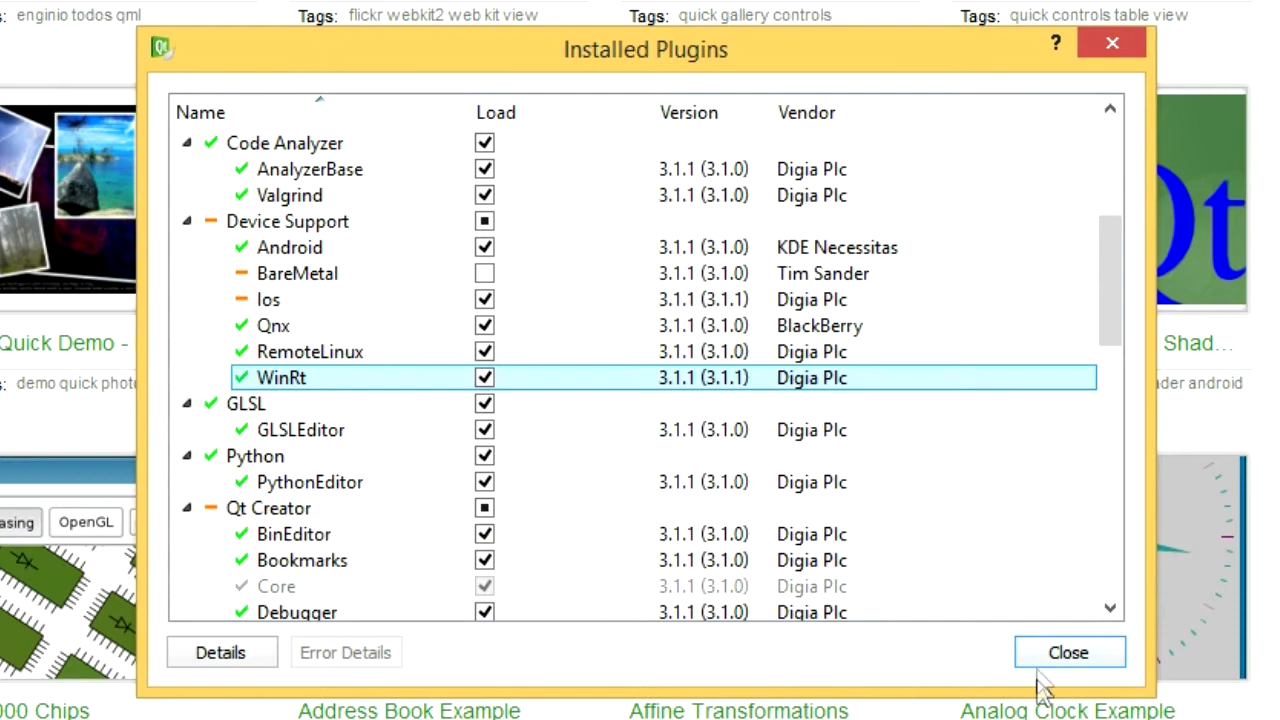 : enginio todos qml Tags: flickr webkit2 web kit view Tags: quick gallery controls Tags: quick controls table view
Qt Installed Plugins ?
Name Load Version Vendor
Code Analyzer
AnalyzerBase 3.1.1 (3.1.0) Digia Plc
Valgrind 3.1.1 (3.1.0) Digia Plc
Device Support
Android 3.1.1 (3.1.0) KDE Necessitas
BareMetal 3.1.1 (3.1.0) Tim Sander
Ios 3.1.1 (3.1.1) Digia Plc
Qnx 3.1.1 (3.1.0) BlackBerry
RemoteLinux 3.1.1 (3.1.0) Digia Plc
WinRt 3.1.1 (3.1.1) Digia Plc
GLSL
GLSLEditor 3.1.1 (3.1.0) Digia Plc
Python
PythonEditor 3.1.1 (3.1.0) Digia Plc
Qt Creator
BinEditor 3.1.1 (3.1.0) Digia Plc
Bookmarks 3.1.1 (3.1.0) Digia Plc
Core 3.1.1 (3.1.0) Digia Plc
Debugger 3.1.1 (3.1.0) Digia Plc
Details Error Details Close
Qt
Quick Demo - Shad...
: demo quick phot der android
asing OpenGL
000 Chips Address Book Example Affine Transformations Analog Clock Example